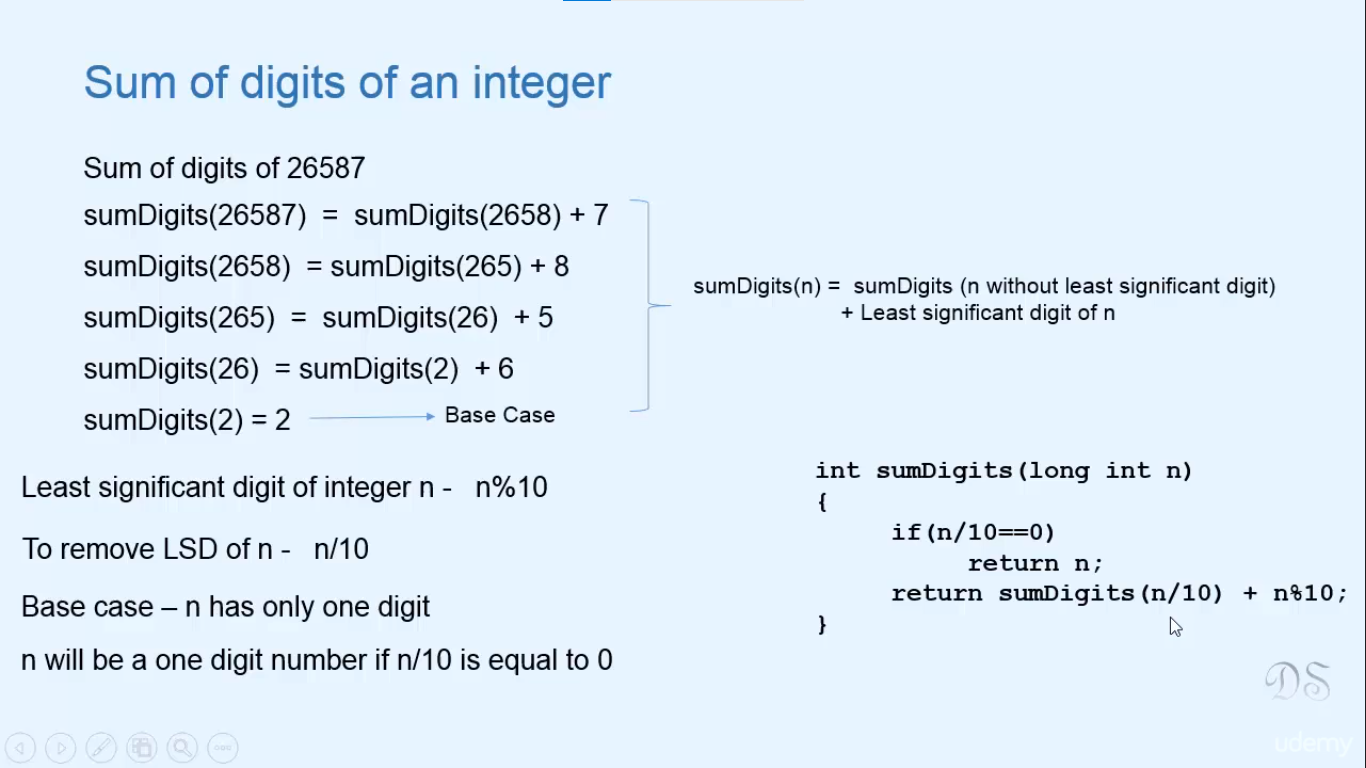 Sum of digits of an integer
Sum of digits of 26587
sumDigits(26587) = sumDigits(2658) + 7
sumDigits(2658) = sumDigits(265) + 8
sumDigits(265) = sumDigits(26) + 5
sumDigits(26) = sumDigits(2) + 6
sumDigits(2) = 2
Base Case
sumDigits(n) = sumDigits (n without least significant digit)
+ Least significant digit of n
Least significant digit of integer n - n%10
To remove LSD of n - n/10
Base case – n has only one digit
n will be a one digit number if n/10 is equal to 0
int sumDigits(long int n)
{
if(n/10==0)
return n;
return sumDigits(n/10) + n%10;
}
DS
udemy